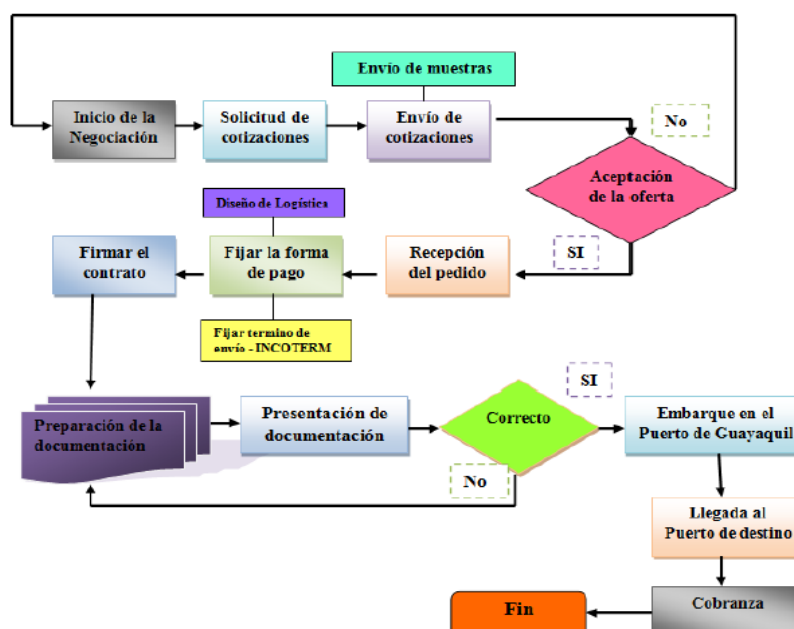 Envío de muestras
Inicio de la
Negociación
Solicitud de
cotizaciones
Envío de
cotizaciones
No
Aceptación
de la oferta
Diseño de Logística
Firmar el
contrato
Fijar la forma
de pago
Recepción
del pedido
SI
Fijar termino de
envío - INCOTERM
SI
Preparación de la
documentación
Presentación de
documentación
Correcto
Embarque en el
Puerto de Guayaquil
No
Llegada al
Puerto de destino
Cobranza
Fin